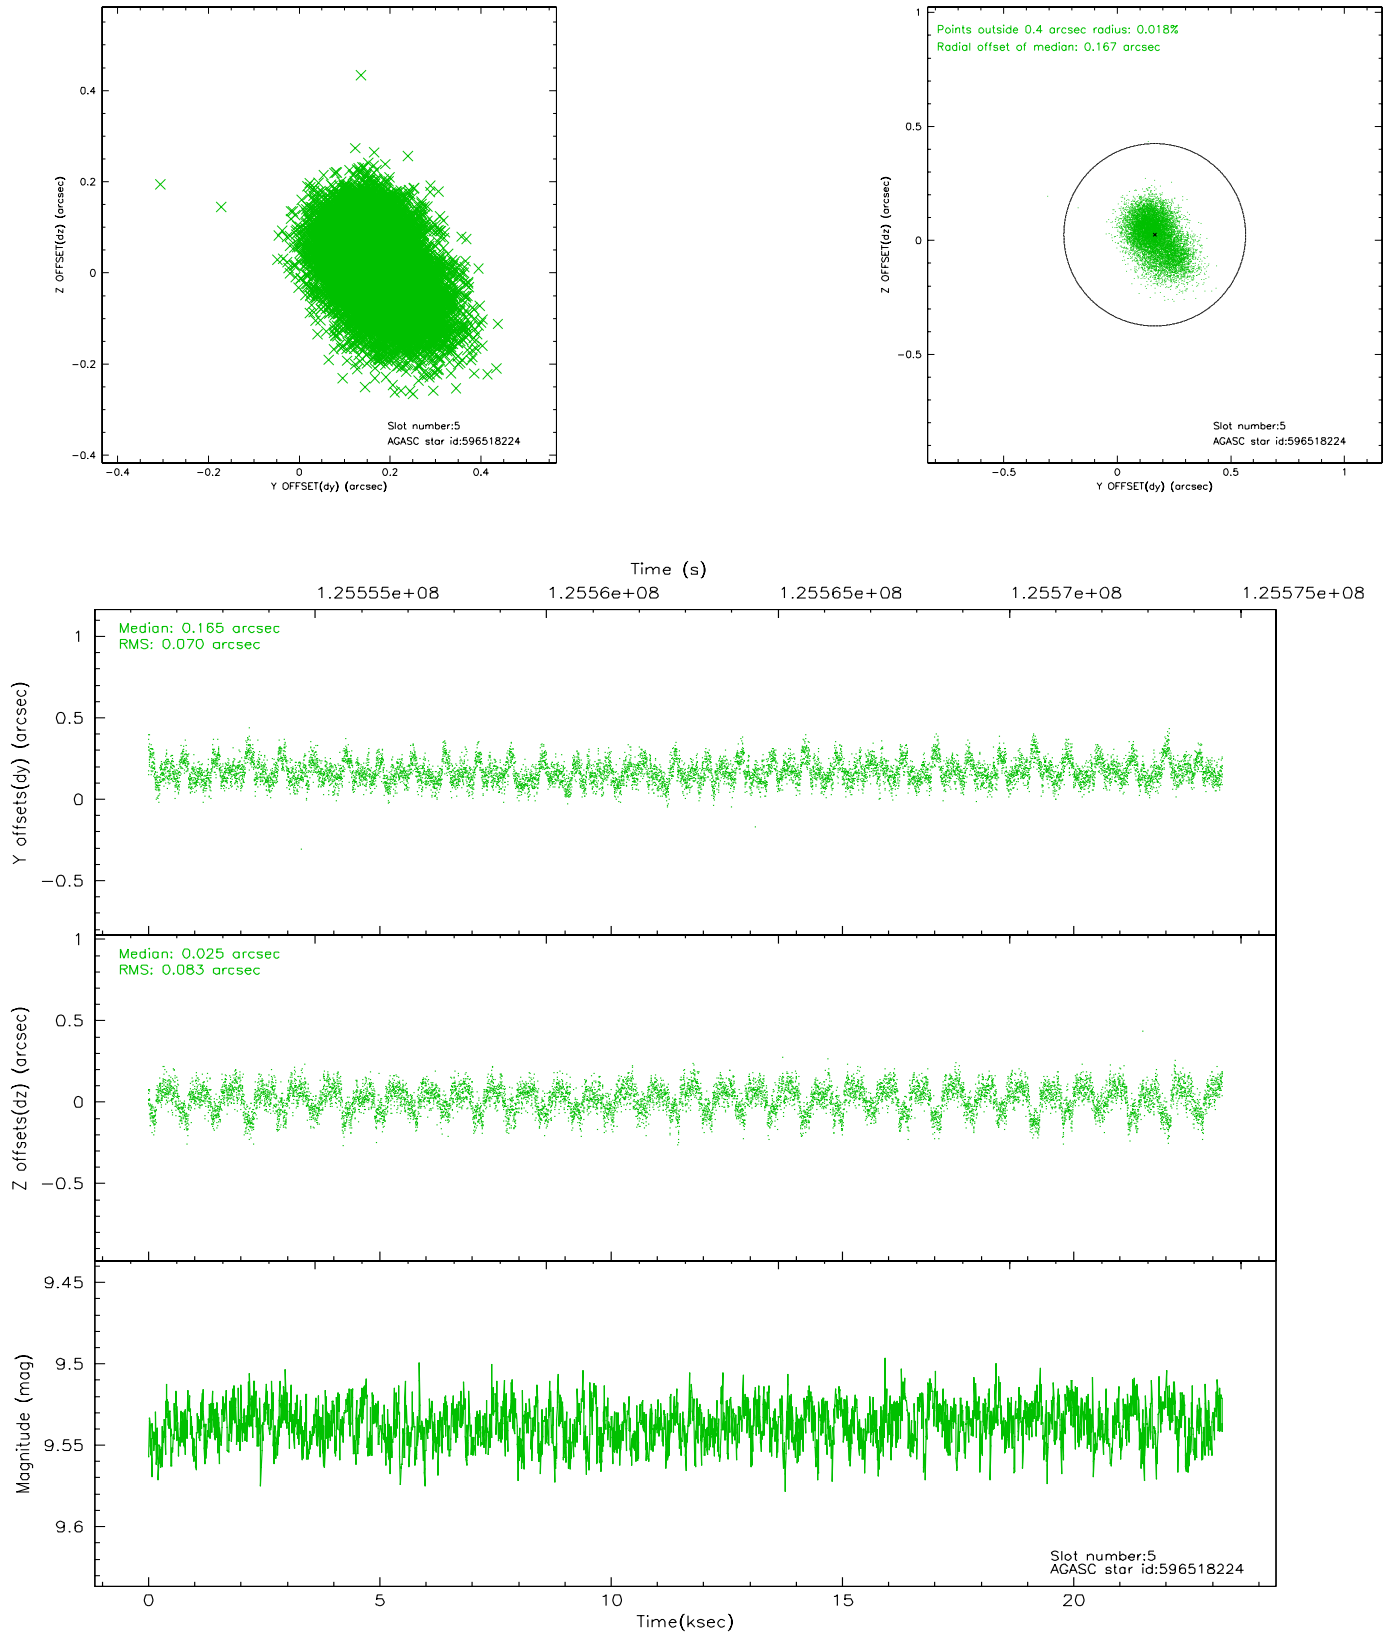 0.4
0.2
0
−0.2
−0.4
Z OFFSET(dz) (arcsec)
−0.4 −0.2 0 0.2 0.4
Y OFFSET(dy) (arcsec)
Slot number:5
AGASC star id:596518224
Points outside 0.4 arcsec radius: 0.018%
Radial offset of median: 0.167 arcsec
1
0.5
0
−0.5
Z OFFSET(dz) (arcsec)
−0.5 0 0.5 1
Y OFFSET(dy) (arcsec)
Slot number:5
AGASC star id:596518224
Time (s)
1.25555e+08 1.2556e+08 1.25565e+08 1.2557e+08 1.25575e+08
Median: 0.165 arcsec
RMS: 0.070 arcsec
1
0.5
0
−0.5
Y offsets(dy) (arcsec)
Median: 0.025 arcsec
RMS: 0.083 arcsec
1
0.5
0
−0.5
Z offsets(dz) (arcsec)
9.45
9.5
9.55
9.6
Magnitude (mag)
Slot number:5
AGASC star id:596518224
0 5 10 15 20
Time(ksec)